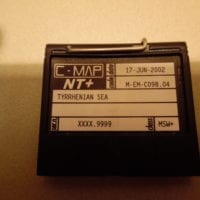 C-MAP
NT+
17-JUN-2002
M-EM-C098.04
TYRRHENIAN SEA
XXXX.9999
MSW+